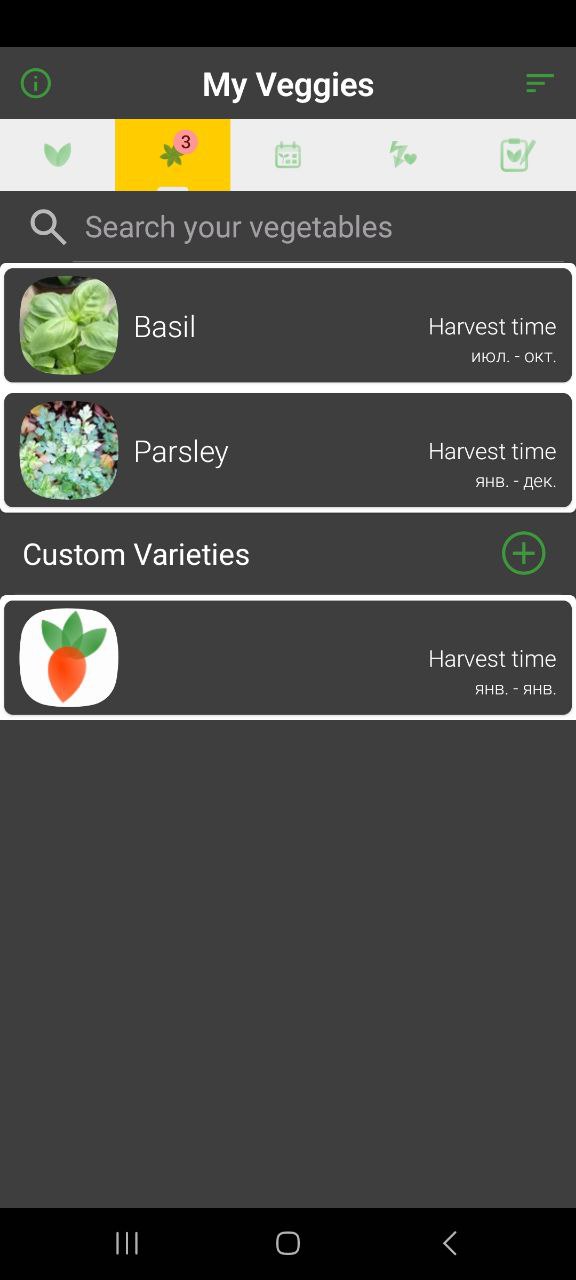 My Veggies
3
Search your vegetables
Basil
Harvest time
июл. - окт.
Parsley
Harvest time
янв. - дек.
Custom Varieties
Harvest time
янв. - янв.